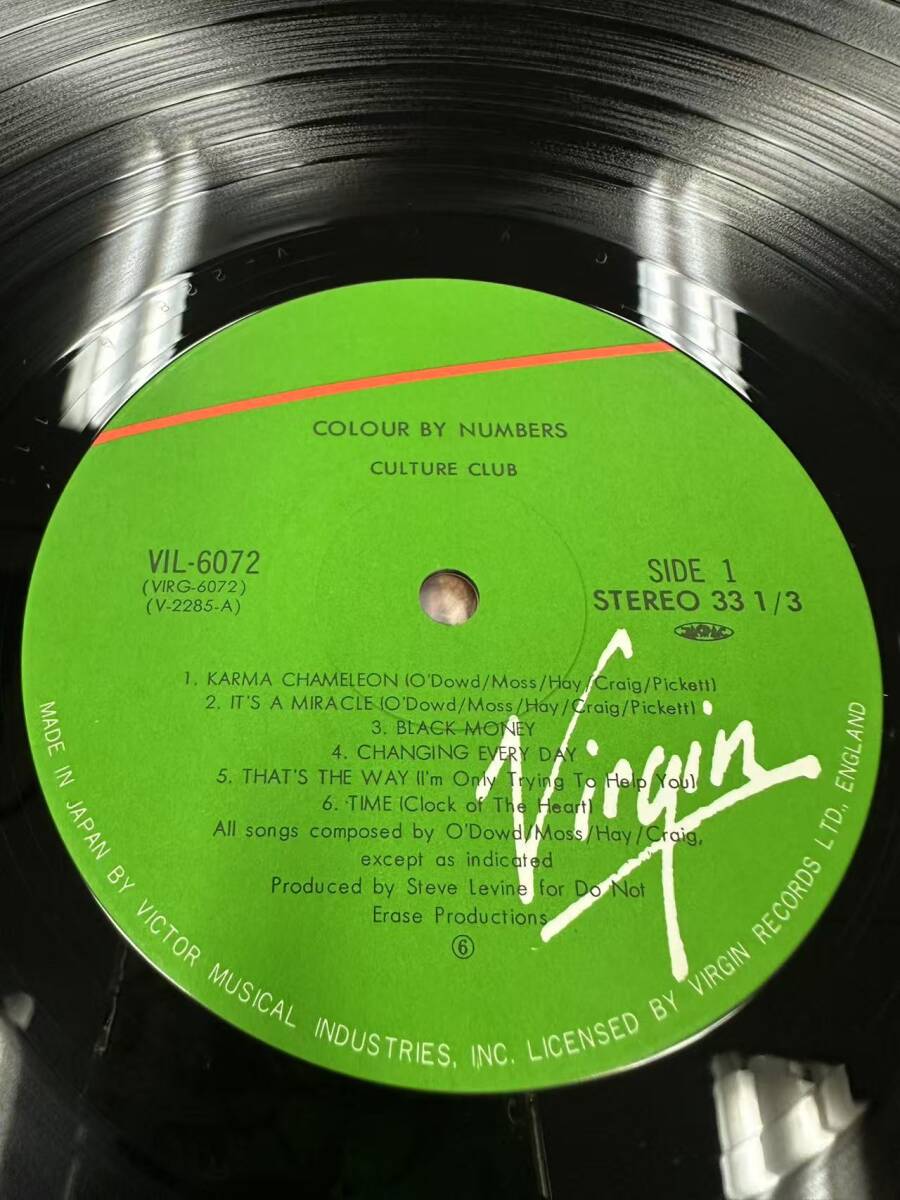 COLOUR BY NUMBERS
CULTURE CLUB
VIL-6072
(VIRG-6072)
(V-2285-A)
SIDE 1
STEREO 33 1/3
1. KARMA CHAMELEON (O'Dowd/Moss/Hay/Craig/Pickett)
2. IT'S A MIRACLE (O'Dowd/Moss/Hay/Craig/Pickett)
3. BLACK MONEY
4. CHANGING EVERY DAY
5. THAT'S THE WAY (I'm Only Trying To Help You)
6. TIME (Clock of The Heart)
All songs composed by O'Dowd/Moss/Hay/Craig,
except as indicated
Produced by Steve Levine for Do Not
Erase Productions
⑥
Virgin
MADE IN JAPAN BY VICTOR MUSICAL INDUSTRIES, INC. LICENSED BY VIRGIN RECORDS LTD., ENGLAND